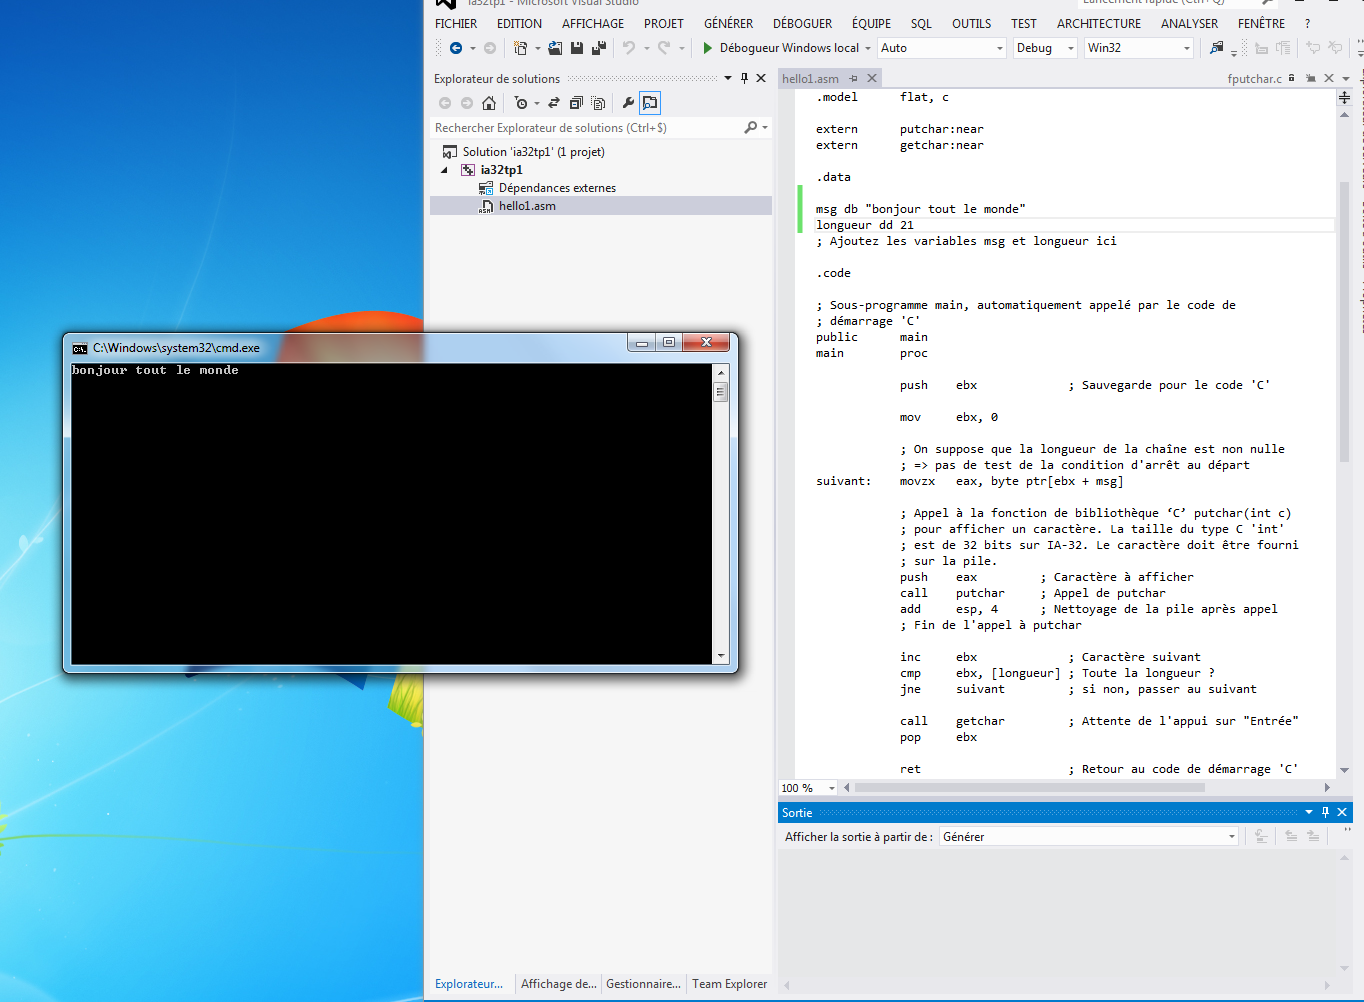 ia32tp1 - Microsoft Visual Studio
Lancement rapide (Ctrl+Q)
FICHIER EDITION AFFICHAGE PROJET GÉNÉRER DÉBOGUER ÉQUIPE SQL OUTILS TEST ARCHITECTURE ANALYSER FENÊTRE ?
Débogueur Windows local Auto Debug Win32
Explorateur de solutions
Rechercher Explorateur de solutions (Ctrl+$)
Solution 'ia32tp1' (1 projet)
ia32tp1
Dépendances externes
hello1.asm
C:\Windows\system32\cmd.exe
bonjour tout le monde
hello1.asm fputchar.c
.model flat, c
extern putchar:near
extern getchar:near
.data
msg db "bonjour tout le monde"
longueur dd 21
; Ajoutez les variables msg et longueur ici
.code
; Sous-programme main, automatiquement appelé par le code de
; démarrage 'C'
public main
main proc
push ebx ; Sauvegarde pour le code 'C'
mov ebx, 0
; On suppose que la longueur de la chaîne est non nulle
; => pas de test de la condition d'arrêt au départ
suivant: movzx eax, byte ptr[ebx + msg]
; Appel à la fonction de bibliothèque ‘C’ putchar(int c)
; pour afficher un caractère. La taille du type C 'int'
; est de 32 bits sur IA-32. Le caractère doit être fourni
; sur la pile.
push eax ; Caractère à afficher
call putchar ; Appel de putchar
add esp, 4 ; Nettoyage de la pile après appel
; Fin de l'appel à putchar
inc ebx ; Caractère suivant
cmp ebx, [longueur] ; Toute la longueur ?
jne suivant ; si non, passer au suivant
call getchar ; Attente de l'appui sur "Entrée"
pop ebx
ret ; Retour au code de démarrage 'C'
100 %
Sortie
Afficher la sortie à partir de : Générer
Explorateur... Affichage de... Gestionnaire... Team Explorer